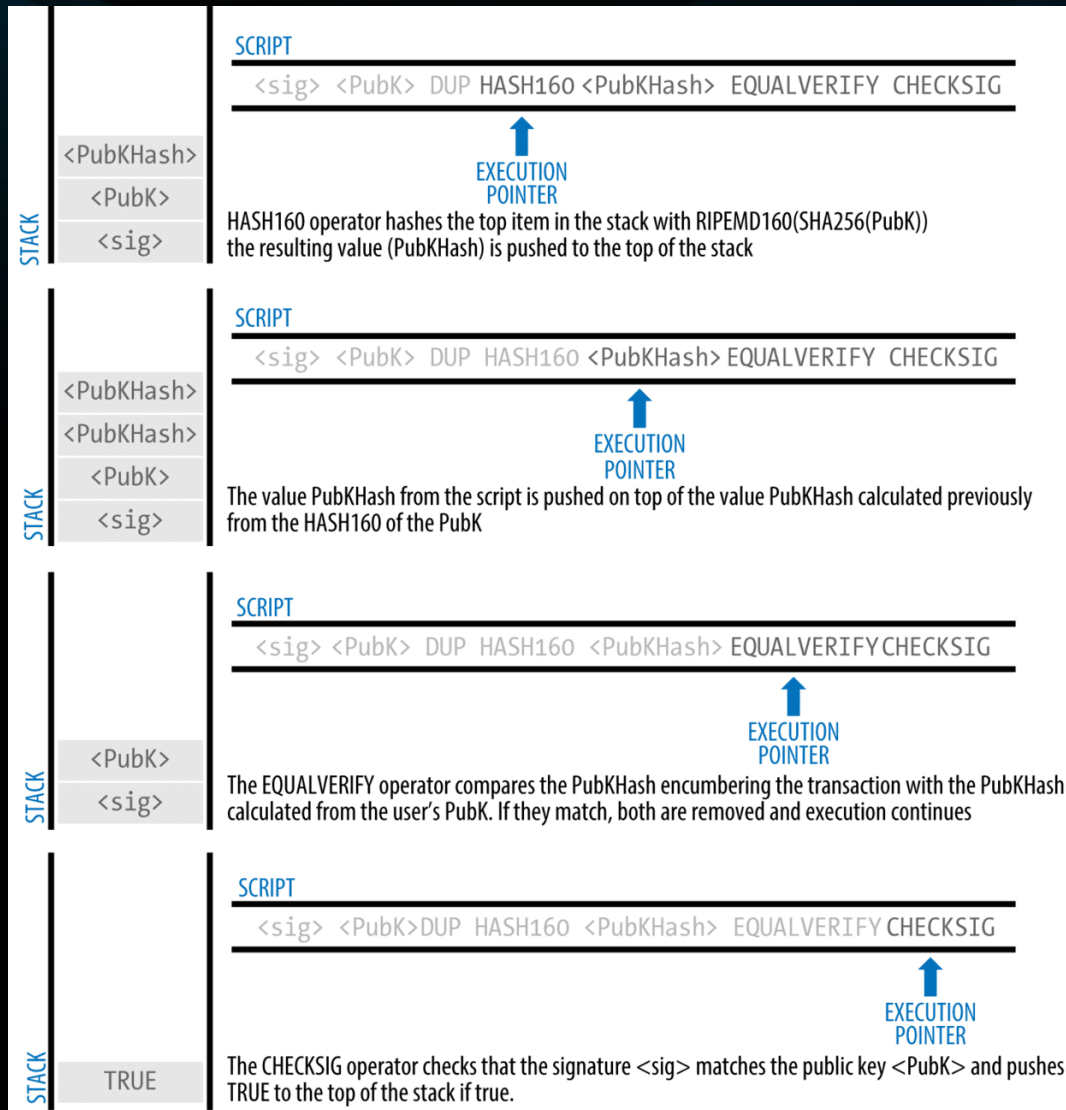 SCRIPT
<sig> <PubK> DUP HASH160 <PubKHash> EQUALVERIFY CHECKSIG
EXECUTION
POINTER
<PubKHash>
<PubK>
<sig>
STACK
HASH160 operator hashes the top item in the stack with RIPEMD160(SHA256(PubK))
the resulting value (PubKHash) is pushed to the top of the stack
SCRIPT
<sig> <PubK> DUP HASH160 <PubKHash> EQUALVERIFY CHECKSIG
EXECUTION
POINTER
<PubKHash>
<PubKHash>
<PubK>
<sig>
STACK
The value PubKHash from the script is pushed on top of the value PubKHash calculated previously
from the HASH160 of the PubK
SCRIPT
<sig> <PubK> DUP HASH160 <PubKHash> EQUALVERIFY CHECKSIG
EXECUTION
POINTER
<PubK>
<sig>
STACK
The EQUALVERIFY operator compares the PubKHash encumbering the transaction with the PubKHash
calculated from the user's PubK. If they match, both are removed and execution continues
SCRIPT
<sig> <PubK> DUP HASH160 <PubKHash> EQUALVERIFY CHECKSIG
EXECUTION
POINTER
TRUE
STACK
The CHECKSIG operator checks that the signature <sig> matches the public key <PubK> and pushes
TRUE to the top of the stack if true.